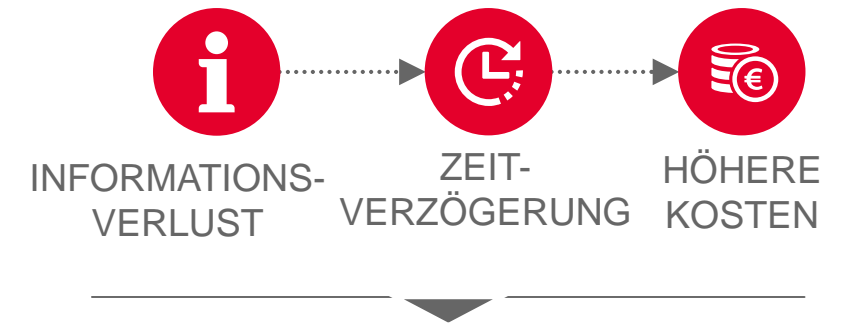 INFORMATIONS-
VERLUST
ZEIT-
VERZÖGERUNG
HÖHERE
KOSTEN